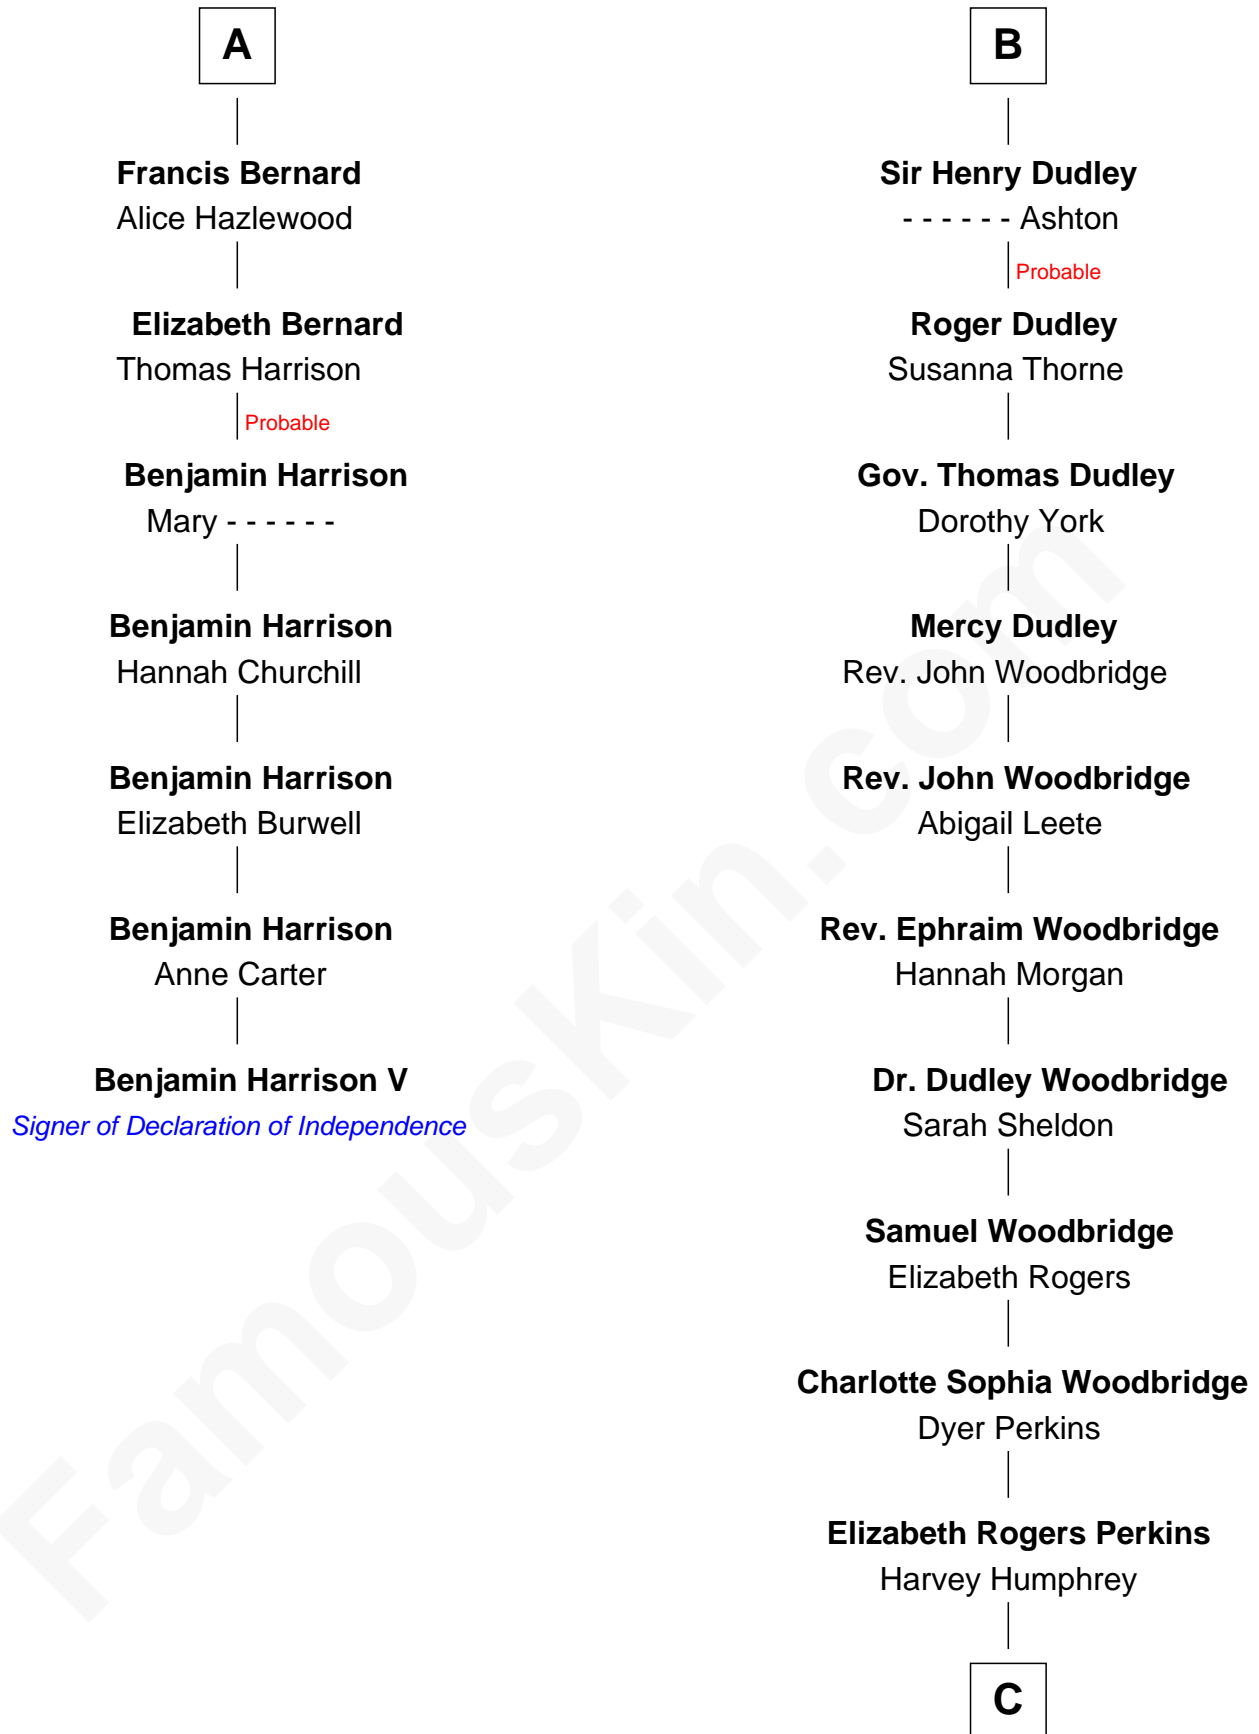 A
Francis Bernard
Alice Hazlewood
Elizabeth Bernard
Thomas Harrison
Probable
Benjamin Harrison
Mary - - - - - -
Benjamin Harrison
Hannah Churchill
Benjamin Harrison
Elizabeth Burwell
Benjamin Harrison
Anne Carter
Benjamin Harrison V
Signer of Declaration of Independence
B
Sir Henry Dudley
- - - - - - Ashton
Probable
Roger Dudley
Susanna Thorne
Gov. Thomas Dudley
Dorothy York
Mercy Dudley
Rev. John Woodbridge
Rev. John Woodbridge
Abigail Leete
Rev. Ephraim Woodbridge
Hannah Morgan
Dr. Dudley Woodbridge
Sarah Sheldon
Samuel Woodbridge
Elizabeth Rogers
Charlotte Sophia Woodbridge
Dyer Perkins
Elizabeth Rogers Perkins
Harvey Humphrey
C
FamousKin.com